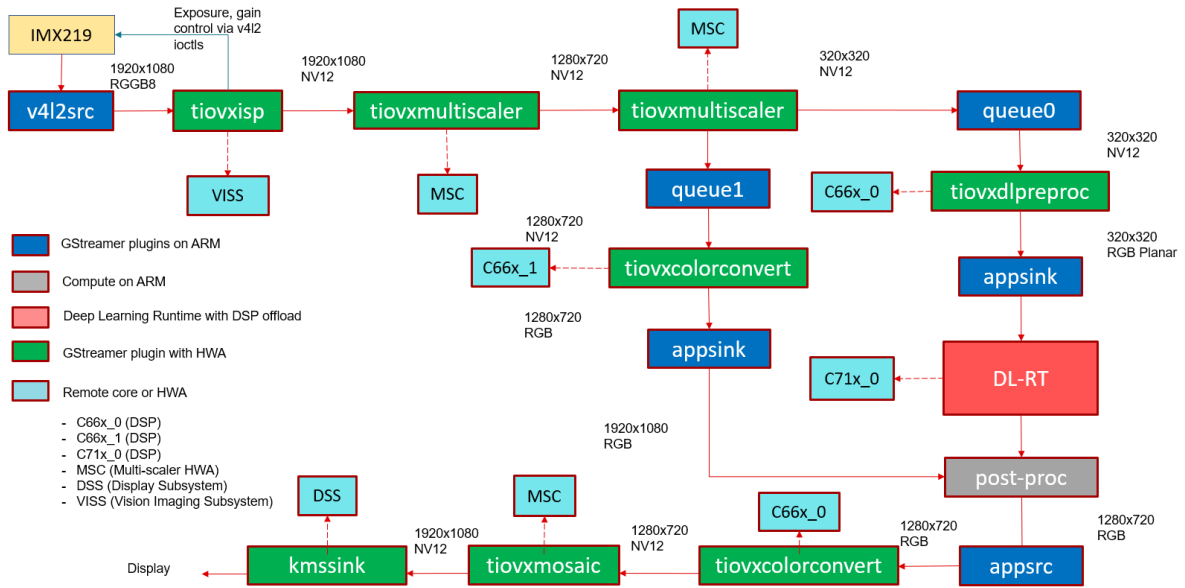 IMX219
Exposure, gain
control via v4l2
ioctls
MSC
1920x1080
RGGB8
1920x1080
NV12
1280x720
NV12
320x320
NV12
v4l2src
tiovxisp
tiovxmultiscaler
tiovxmultiscaler
queue0
320x320
NV12
VISS
MSC
queue1
C66x_0
tiovxdlpreproc
1280x720
NV12
320x320
RGB Planar
GStreamer plugins on ARM
C66x_1
tiovxcolorconvert
appsink
Compute on ARM
1280x720
RGB
Deep Learning Runtime with DSP offload
appsink
GStreamer plugin with HWA
C71x_0
DL-RT
Remote core or HWA
- C66x_0 (DSP)
- C66x_1 (DSP)
- C71x_0 (DSP)
- MSC (Multi-scaler HWA)
- DSS (Display Subsystem)
- VISS (Vision Imaging Subsystem)
1920x1080
RGB
post-proc
DSS
MSC
C66x_0
1920x1080
NV12
1280x720
NV12
1280x720
RGB
1280x720
RGB
Display
kmssink
tiovxmosaic
tiovxcolorconvert
appsrc